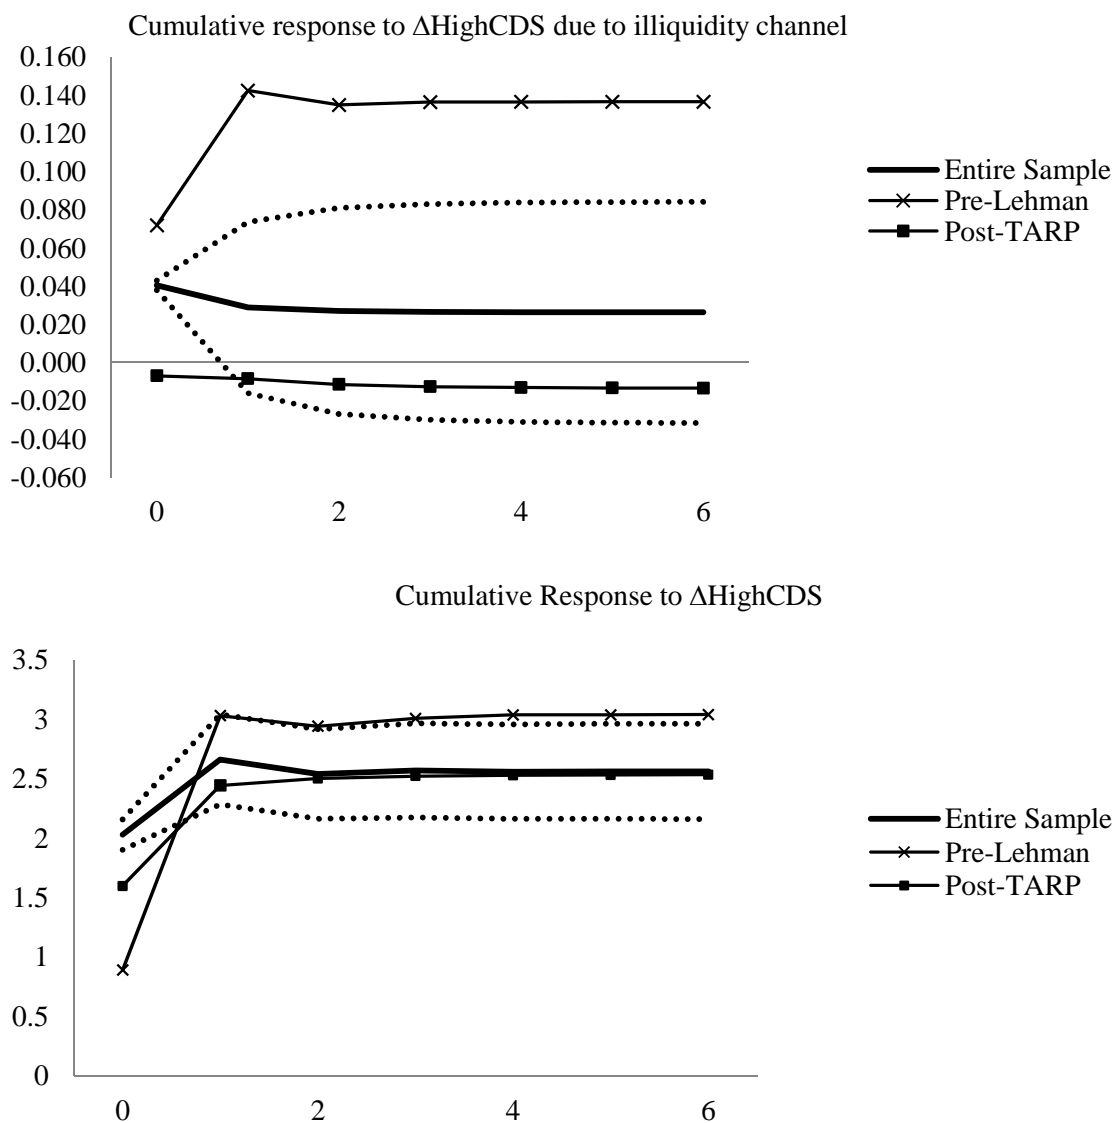 Cumulative response to ΔHighCDS due to illiquidity channel
0.160
0.140
0.120
0.100
0.080
0.060
0.040
0.020
0.000
-0.020
-0.040
-0.060
0 2 4 6
Entire Sample
Pre-Lehman
Post-TARP
Cumulative Response to ΔHighCDS
3.5
3
2.5
2
1.5
1
0.5
0
0 2 4 6
Entire Sample
Pre-Lehman
Post-TARP